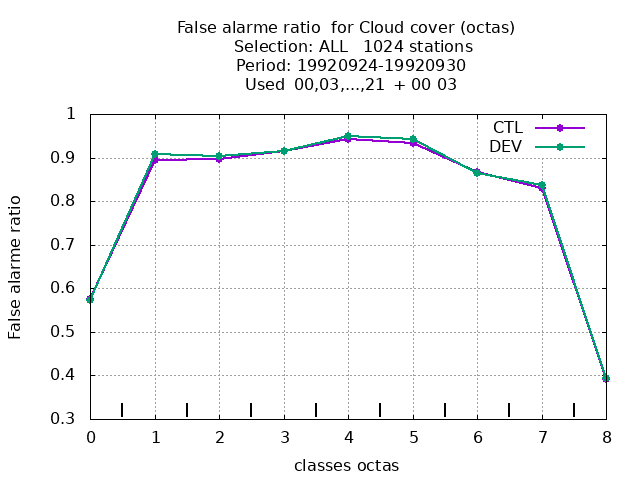 False alarme ratio  for Cloud cover (octas)
Selection: ALL   1024 stations
Period: 19920924-19920930
Used  00,03,...,21  + 00 03
CTL
DEV
1
0.9
0.8
0.7
0.6
0.5
0.4
0.3
False alarme ratio
0 1 2 3 4 5 6 7 8
classes octas